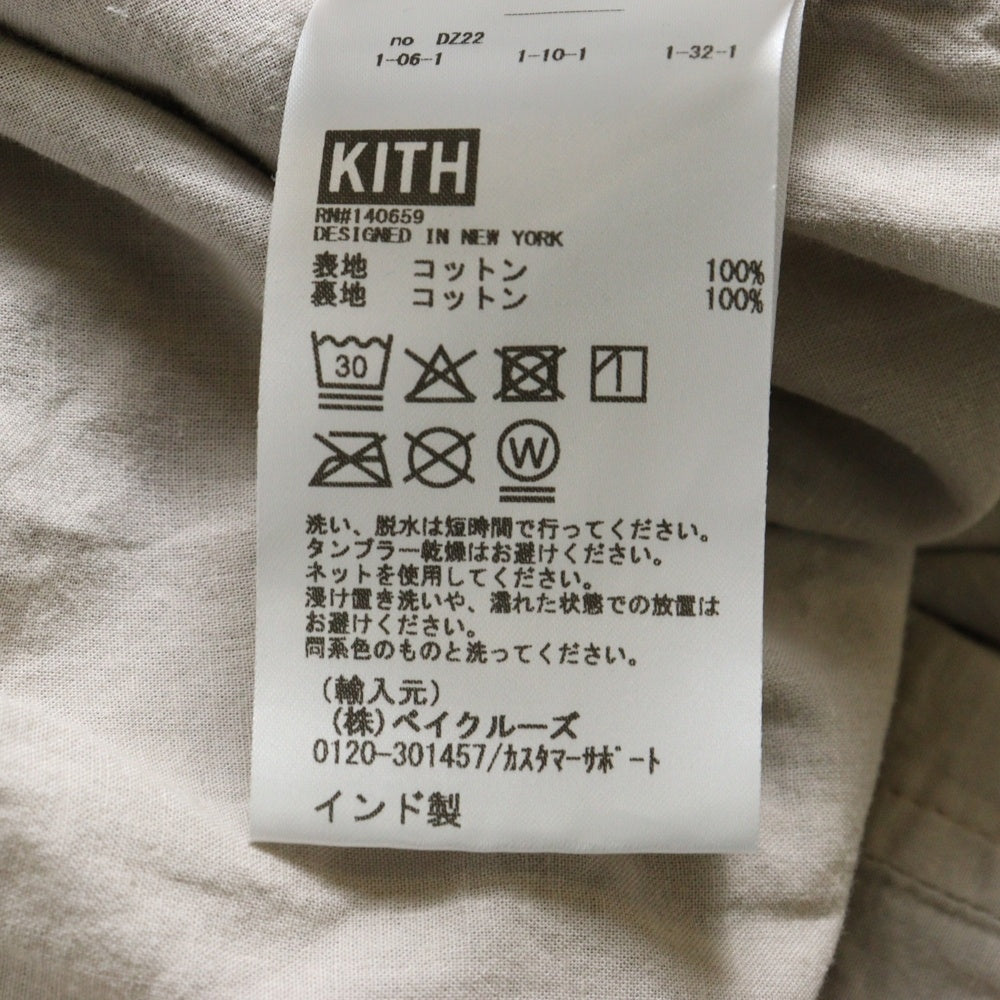 no DZ22
1-06-1 1-10-1 1-32-1
KITH
RN#140659
DESIGNED IN NEW YORK
表地 コットン 100%
裏地 コットン 100%
30
W
洗い、脱水は短時間で行ってください。
タンブラー乾燥はお避けください。
ネットを使用してください。
浸け置き洗いや、濡れた状態での放置は
お避けください。
同系色のものと洗ってください。
(輸入元)
(株)ベイクルーズ
0120-301457/カスタマーサポート
インド製